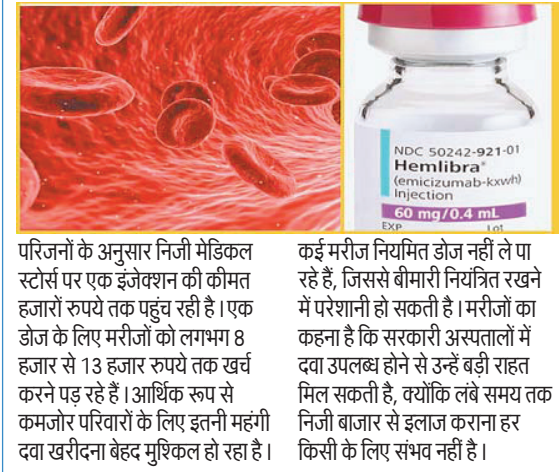 NDC 50242-921-01
Hemlibra®
(emicizumab-kxwh)
Injection
60 mg/0.4 mL
EXP Lot
परिजनों के अनुसार निजी मेडिकल
स्टोर्स पर एक इंजेक्शन की कीमत
हजारों रुपये तक पहुंच रही है। एक
डोज के लिए मरीजों को लगभग 8
हजार से 13 हजार रुपये तक खर्च
करने पड़ रहे हैं। आर्थिक रूप से
कमजोर परिवारों के लिए इतनी महंगी
दवा खरीदना बेहद मुश्किल हो रहा है।
कई मरीज नियमित डोज नहीं ले पा
रहे हैं, जिससे बीमारी नियंत्रित रखने
में परेशानी हो सकती है। मरीजों का
कहना है कि सरकारी अस्पतालों में
दवा उपलब्ध होने से उन्हें बड़ी राहत
मिल सकती है, क्योंकि लंबे समय तक
निजी बाजार से इलाज कराना हर
किसी के लिए संभव नहीं है।